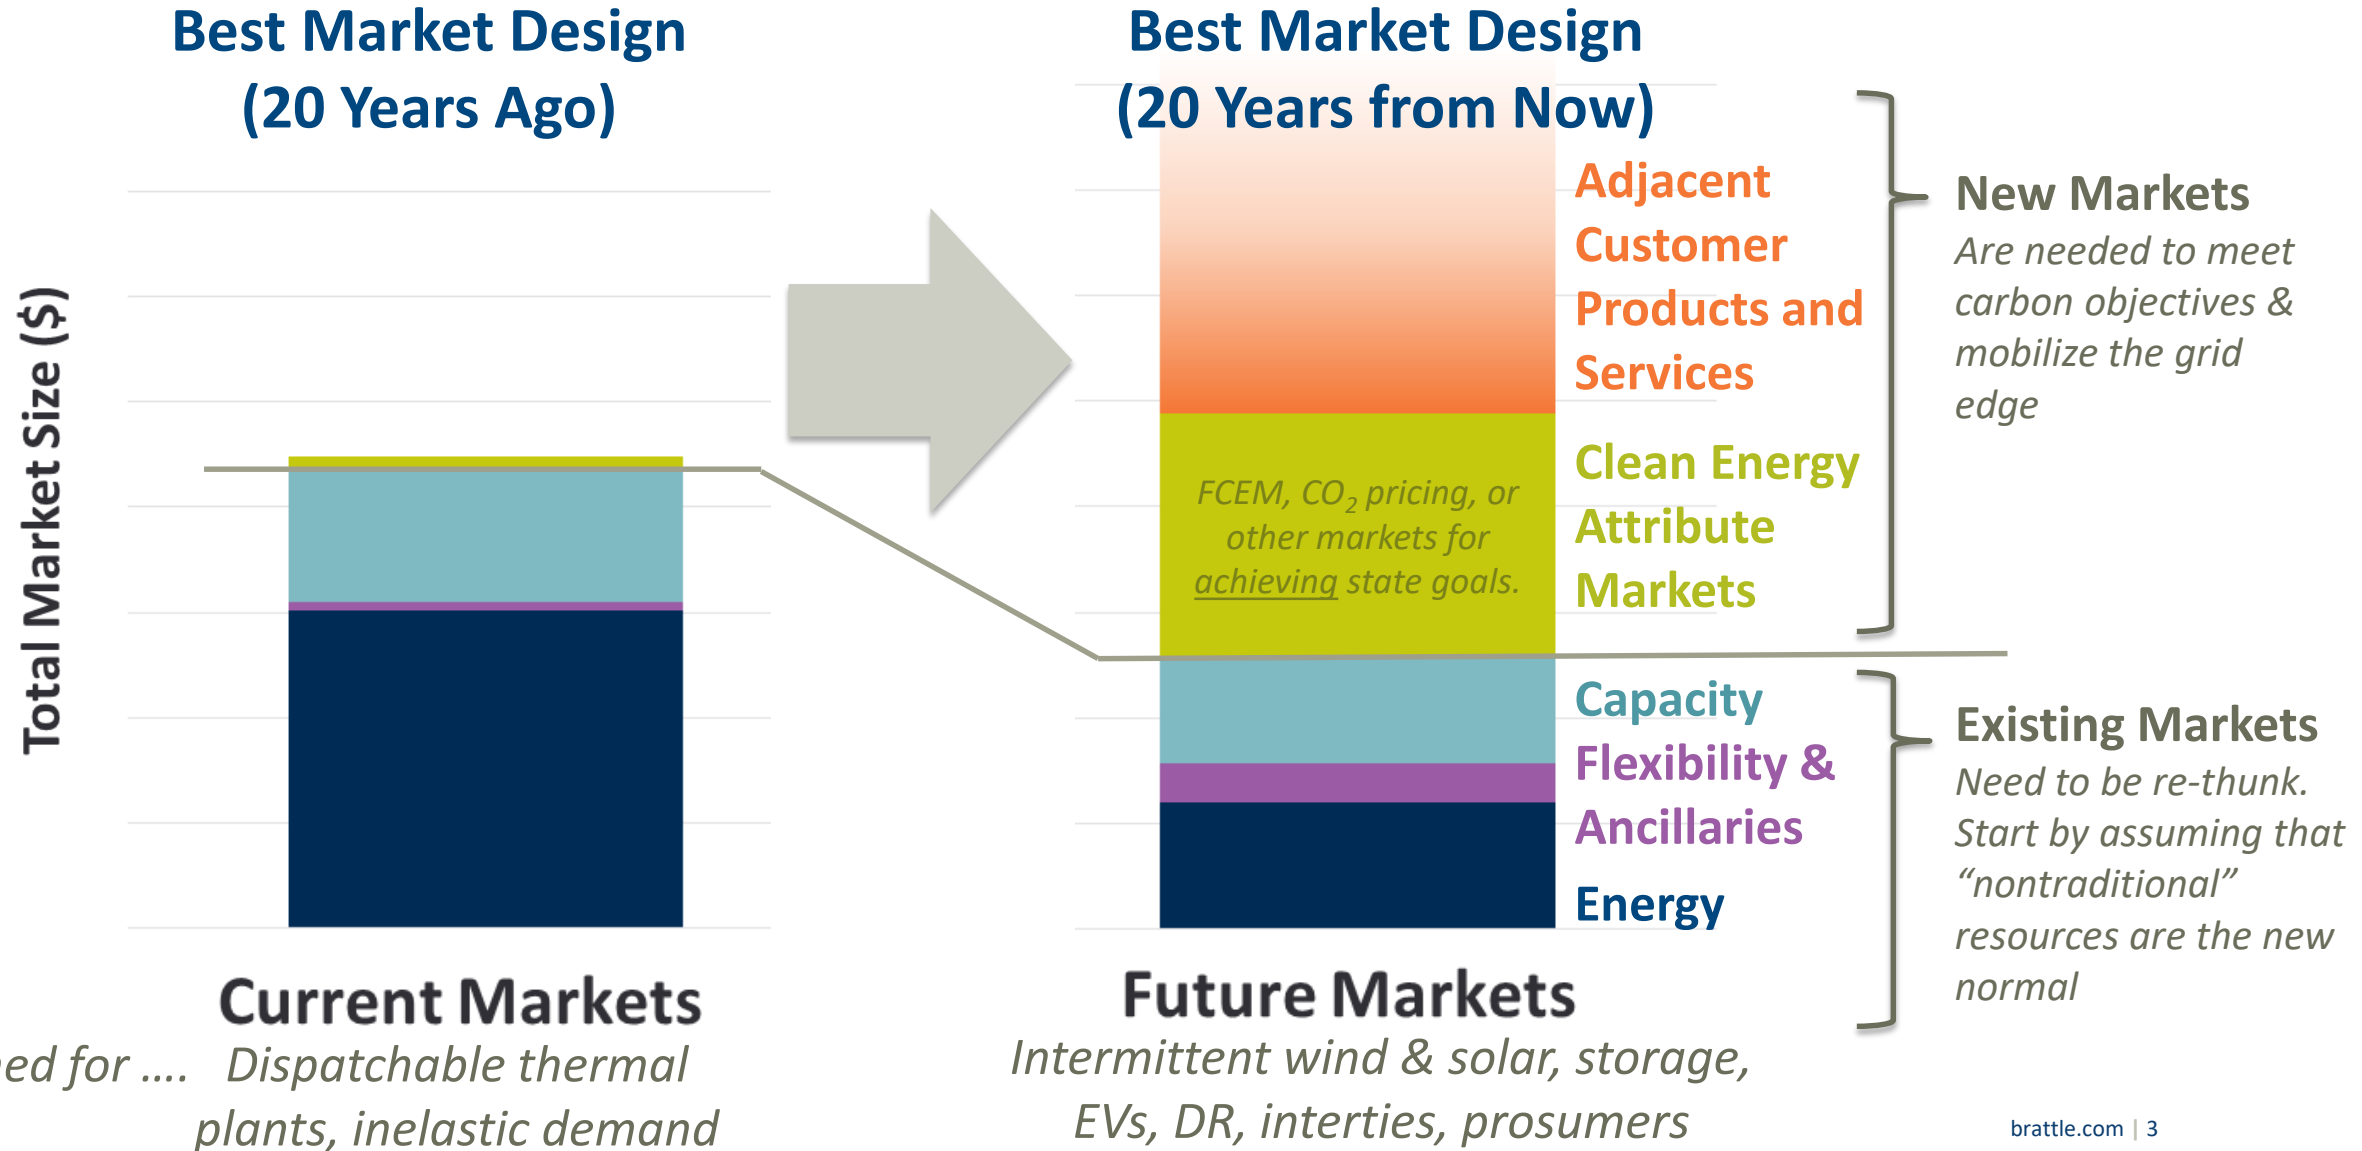 Best Market Design
(20 Years Ago)
Best Market Design
(20 Years from Now)
Total Market Size ($)
Adjacent
Customer
Products and
Services
Clean Energy
Attribute
Markets
FCEM, CO2 pricing, or
other markets for
achieving state goals.
Capacity
Flexibility &
Ancillaries
Energy
New Markets
Are needed to meet
carbon objectives &
mobilize the grid
edge
Existing Markets
Need to be re-thunk.
Start by assuming that
“nontraditional”
resources are the new
normal
Current Markets
for .... Dispatchable thermal
plants, inelastic demand
Future Markets
Intermittent wind & solar, storage,
EVs, DR, interties, prosumers
brattle.com | 3